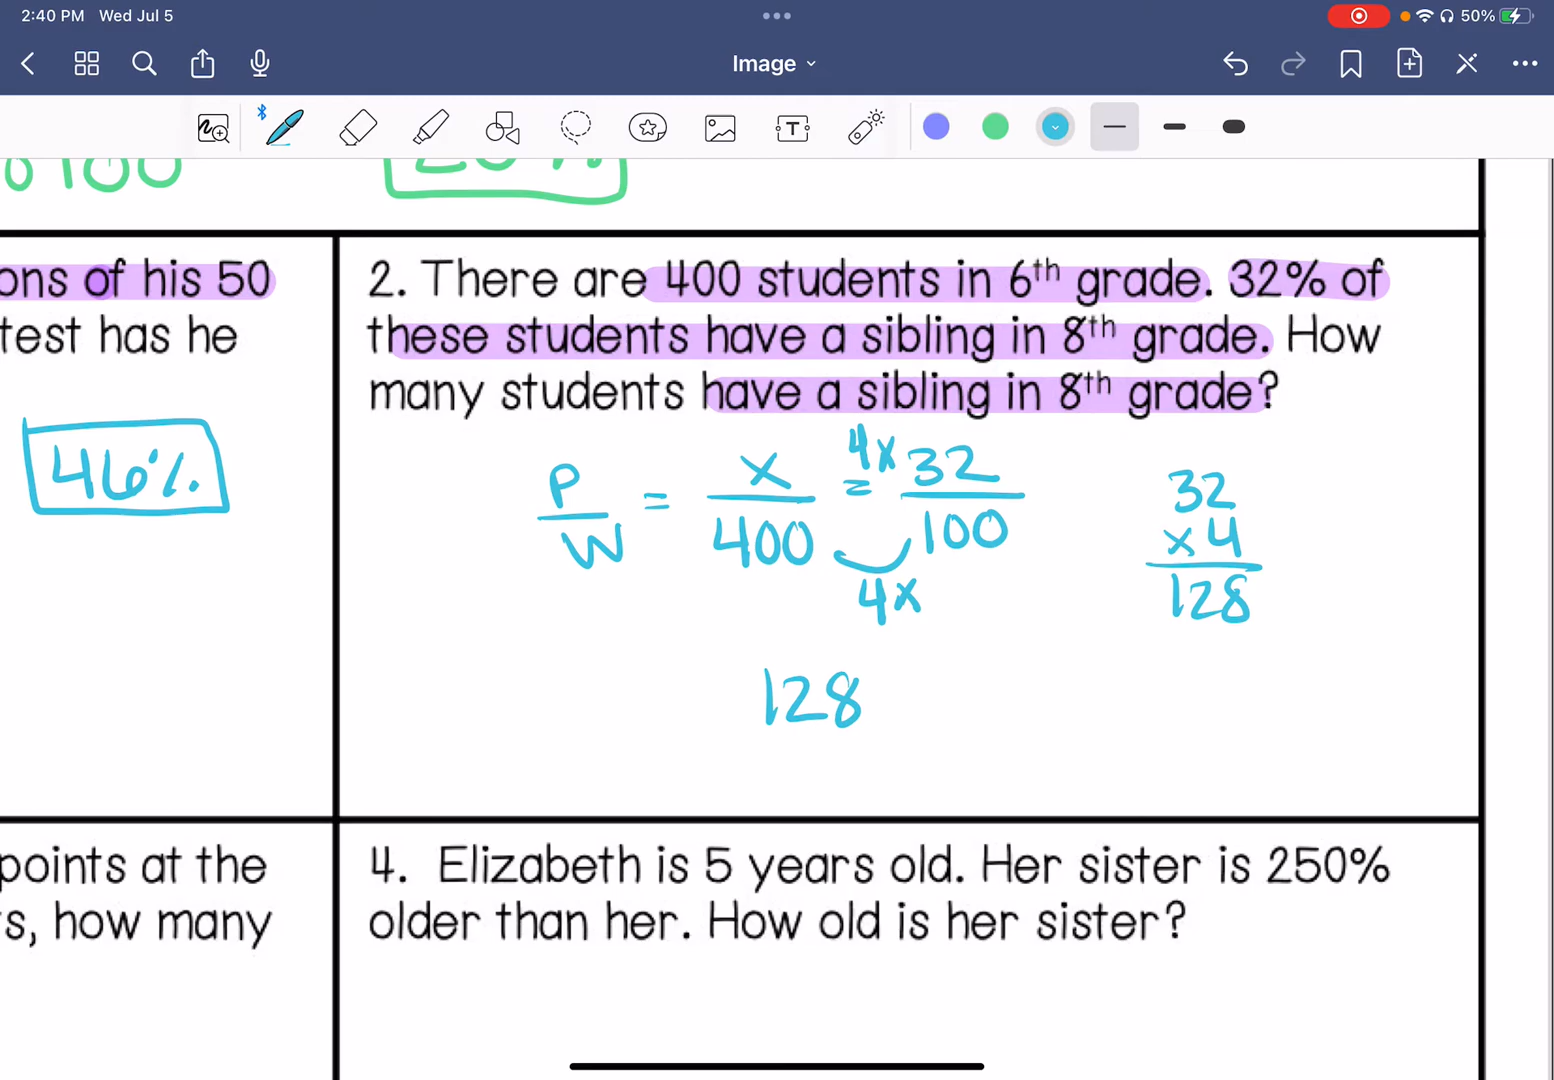 2:40 PM Wed Jul 5
50%
Image
T
100
ons of his 50
test has he
46%
2. There are 400 students in 6th grade. 32% of
these students have a sibling in 8th grade. How
many students have a sibling in 8th grade?
P/W = x/400 = 32/100
4x
4x
32
x4
128
128
points at the
s, how many
4. Elizabeth is 5 years old. Her sister is 250%
older than her. How old is her sister?